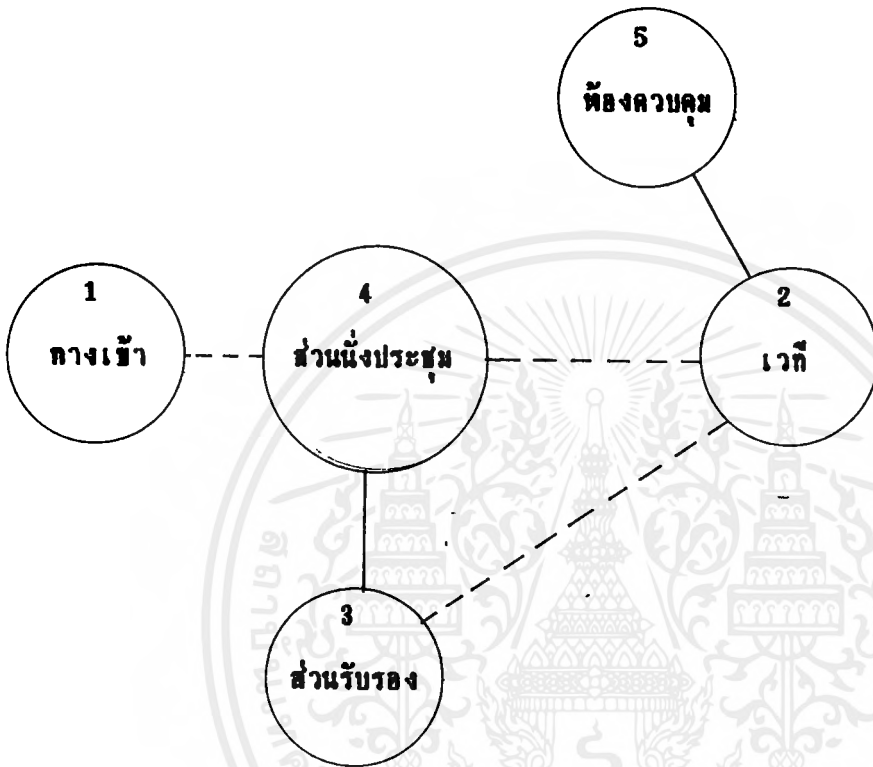 5
ห้องควบคุม
1
ทางเข้า
4
ส่วนนั่งประชุม
2
เวที
3
ส่วนรับรอง